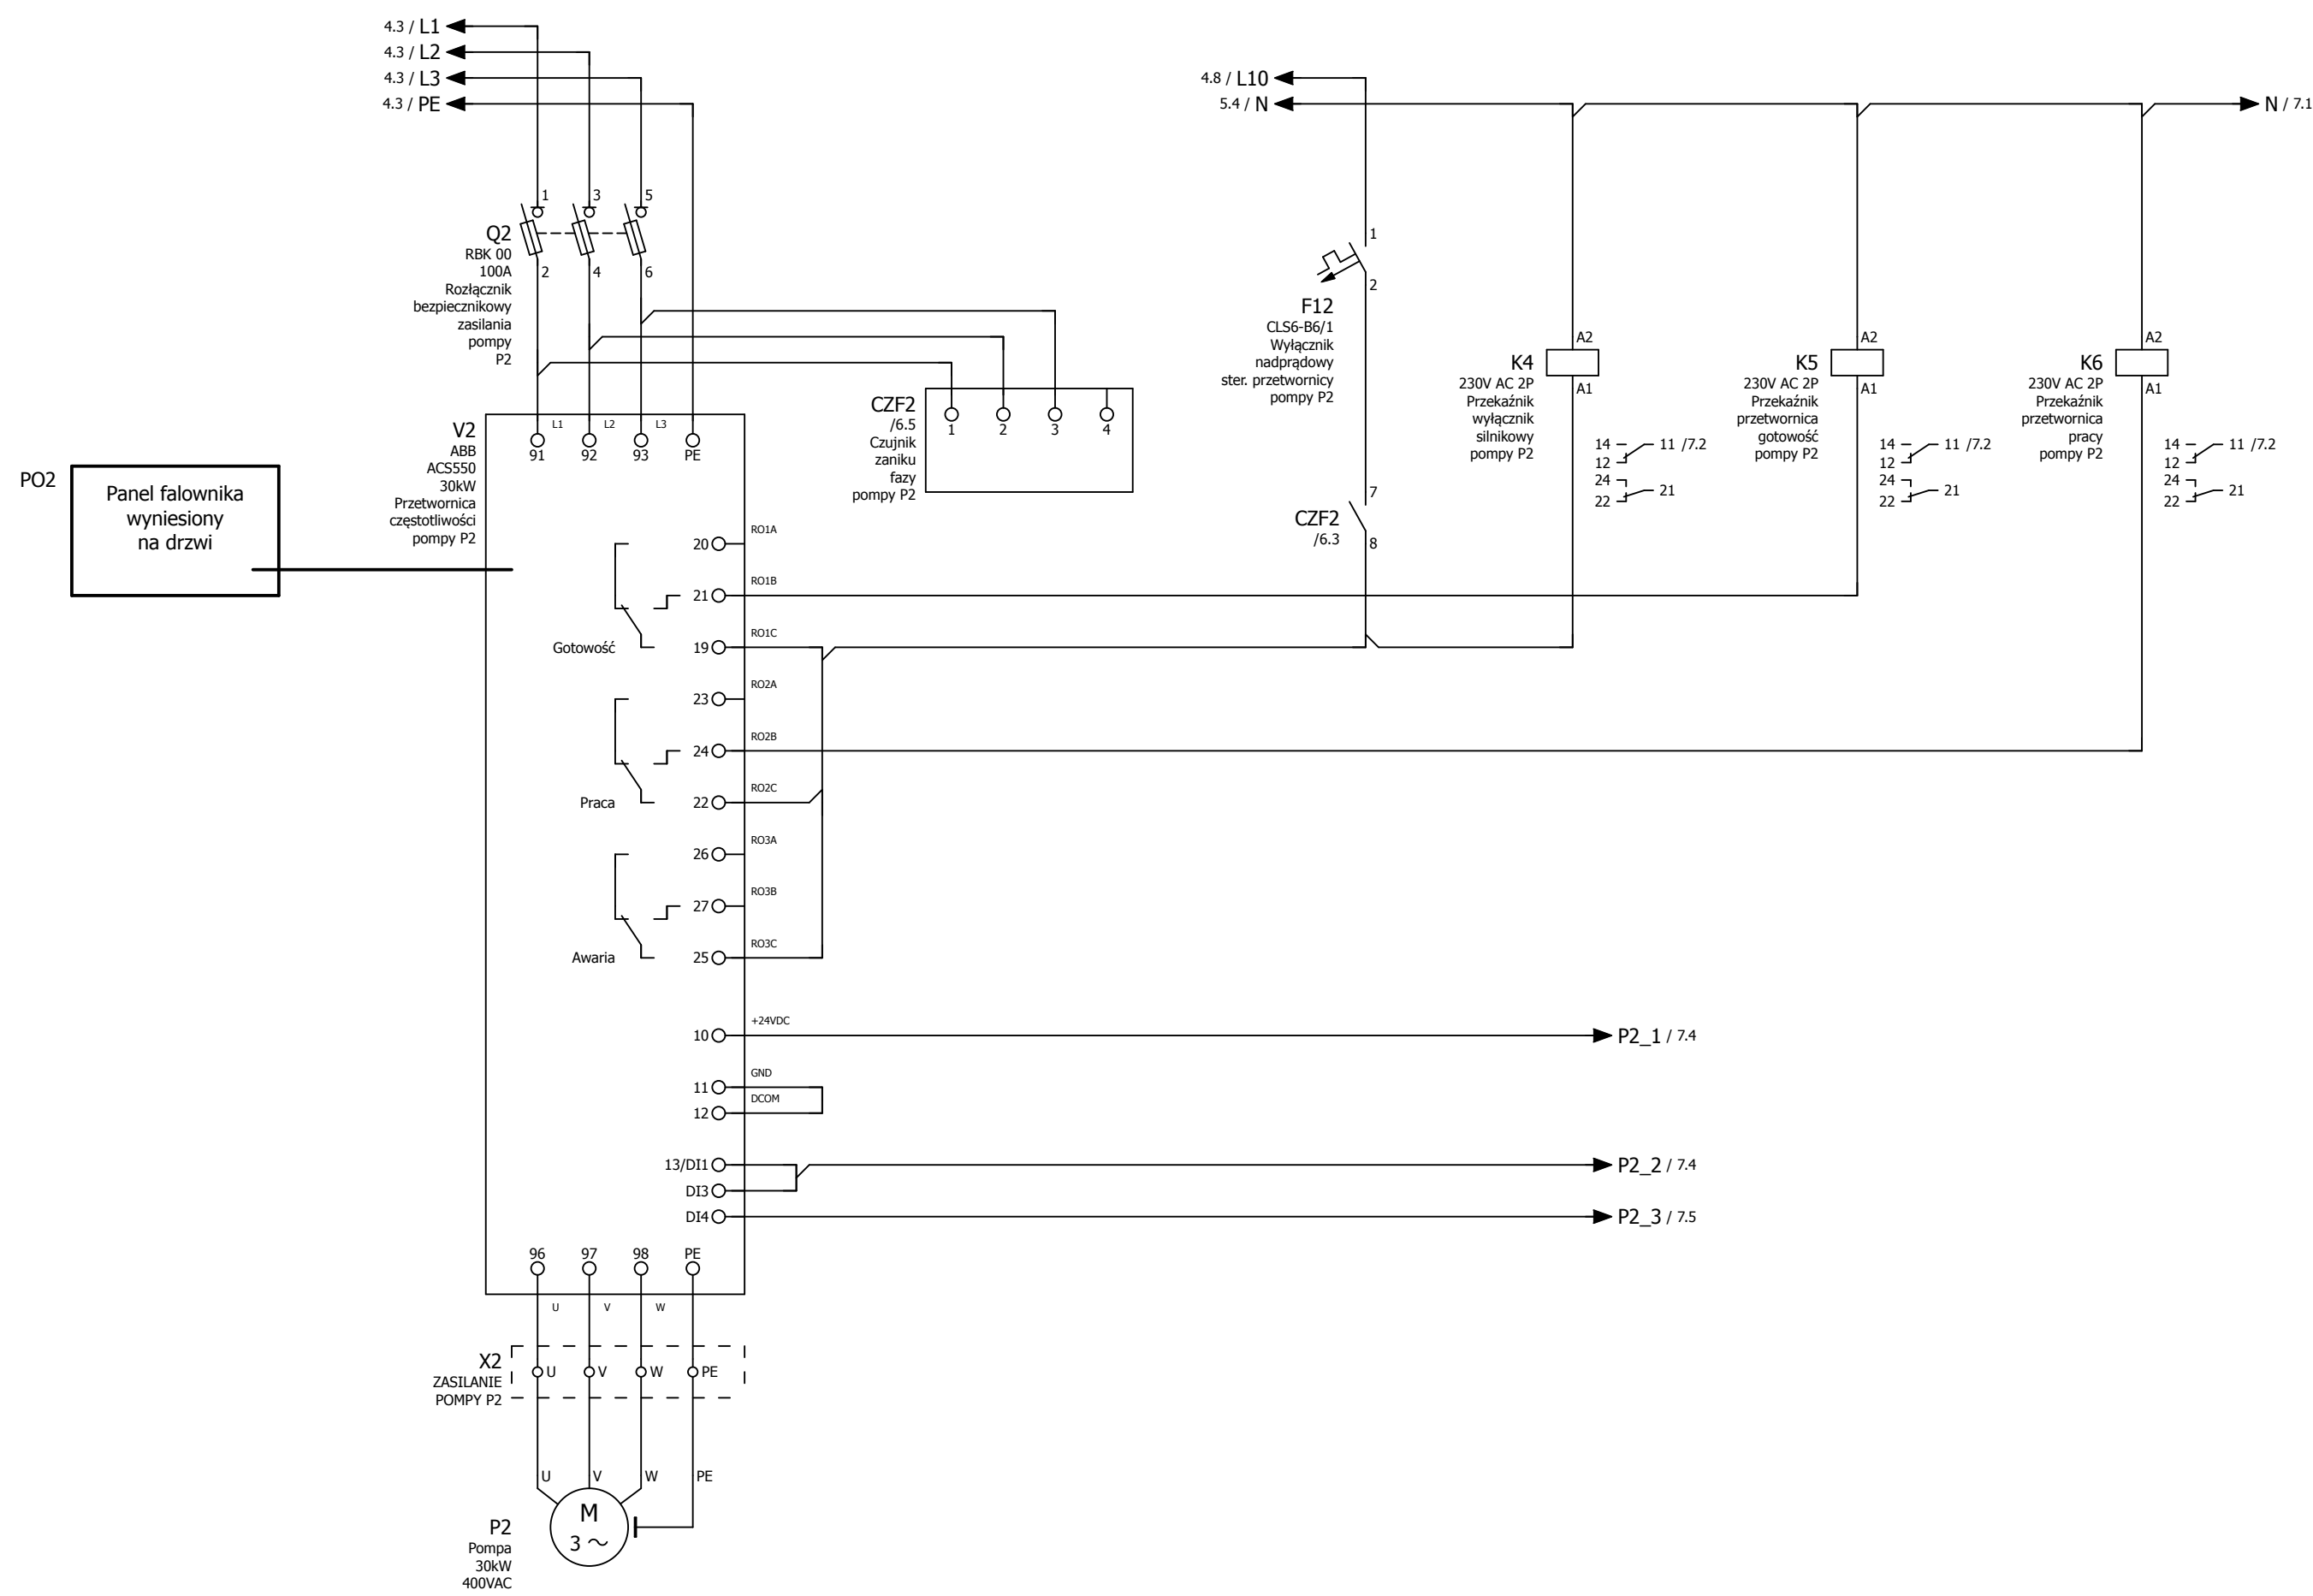 4.3 / L1
4.3 / L2
4.3 / L3
4.3 / PE
4.8 / L10
5.4 / N
N / 7.1
1
3
5
Q2
RBK 00
100A
Rozłącznik
bezpiecznikowy
zasilania
pompy
P2
2
4
6
1
2
F12
CLS6-B6/1
Wyłącznik
nadprądowy
ster. przetwornicy
pompy P2
A2
K4
230V AC 2P
Przekaźnik
wyłącznik
silnikowy
pompy P2
A1
14
11 /7.2
12
24
21
22
A2
K5
230V AC 2P
Przekaźnik
przetwornica
gotowość
pompy P2
A1
14
11 /7.2
12
24
21
22
A2
K6
230V AC 2P
Przekaźnik
przetwornica
pracy
pompy P2
A1
14
11 /7.2
12
24
21
22
CZF2
/6.5
Czujnik
zaniku
fazy
pompy P2
1
2
3
4
7
CZF2
/6.3
8
V2
ABB
ACS550
30kW
Przetwornica
częstotliwości
pompy P2
L1
L2
L3
91
92
93
PE
PO2
Panel falownika
wyniesiony
na drzwi
20
RO1A
21
RO1B
Gotowość
19
RO1C
23
RO2A
24
RO2B
Praca
22
RO2C
26
RO3A
27
RO3B
Awaria
25
RO3C
10
+24VDC
P2_1 / 7.4
11
GND
12
DCOM
13/DI1
P2_2 / 7.4
DI3
DI4
P2_3 / 7.5
96
97
98
PE
U
V
W
X2
ZASILANIE
POMPY P2
U
V
W
PE
U
V
W
PE
M
3 ~
P2
Pompa
30kW
400VAC